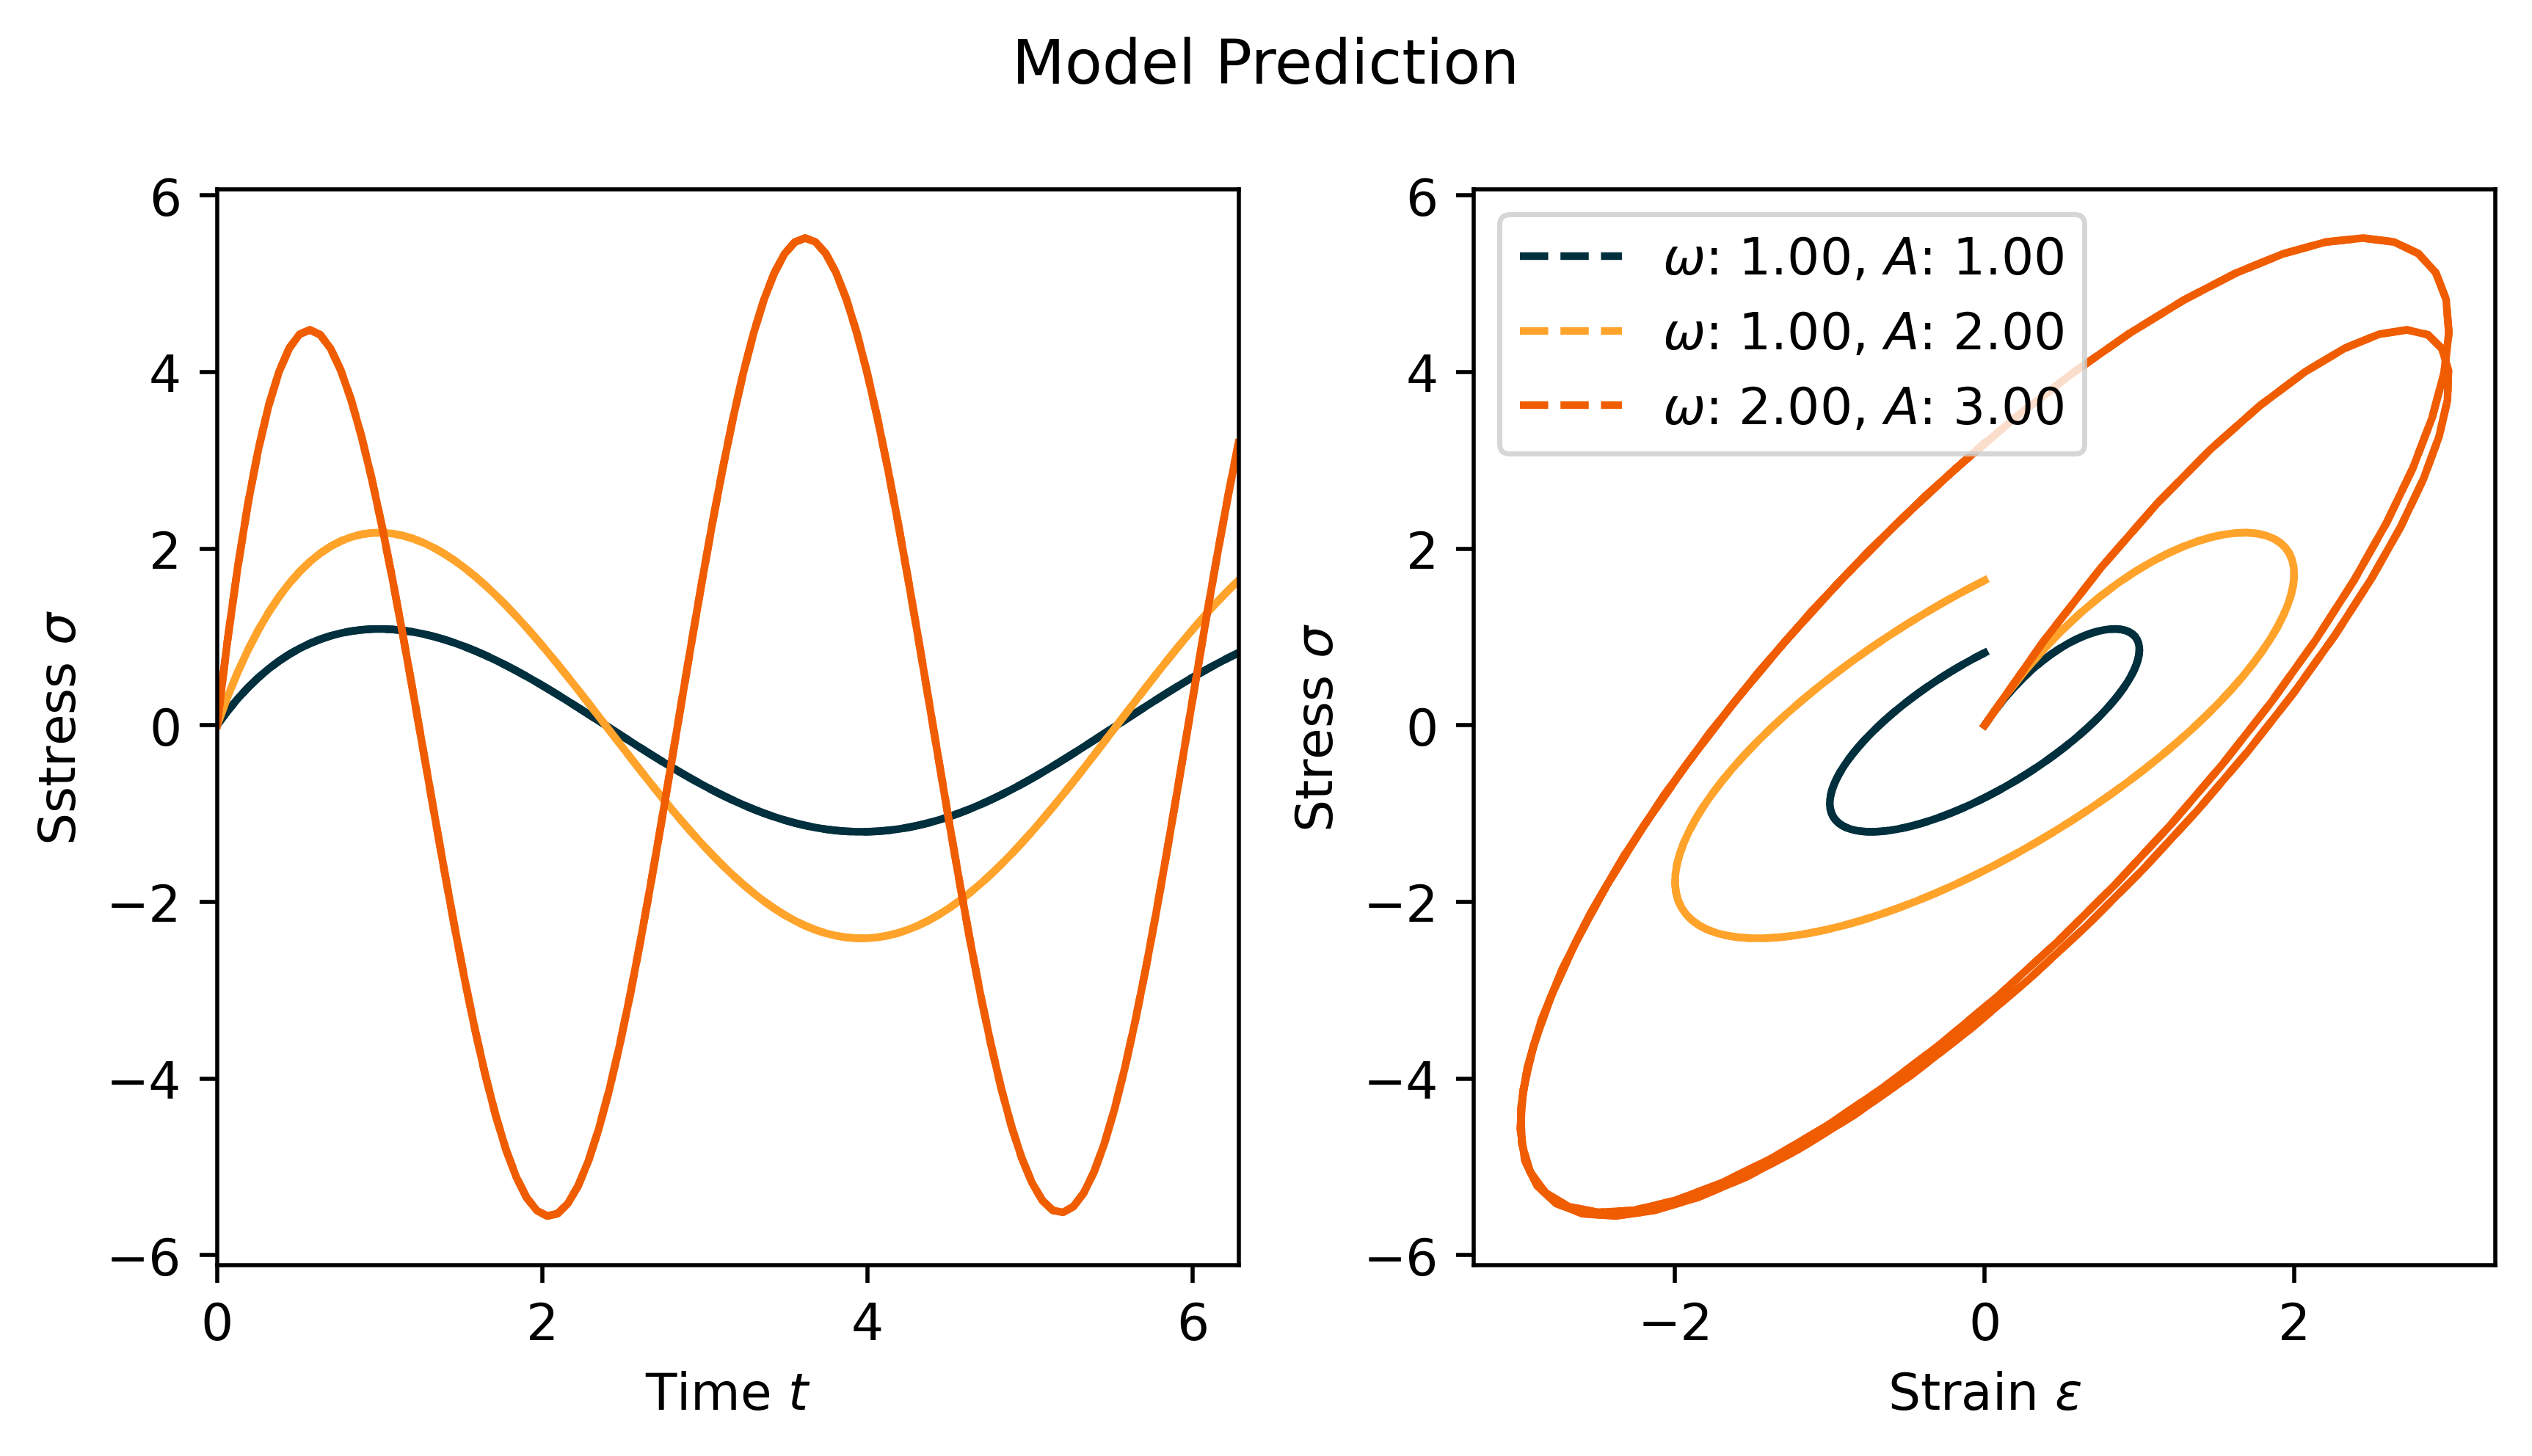 Model Prediction
6
4
2
0
−2
−4
−6
Sstress σ
0 2 4 6
Time t
6
4
2
0
−2
−4
−6
Stress σ
ω: 1.00, A: 1.00
ω: 1.00, A: 2.00
ω: 2.00, A: 3.00
−2 0 2
Strain ε